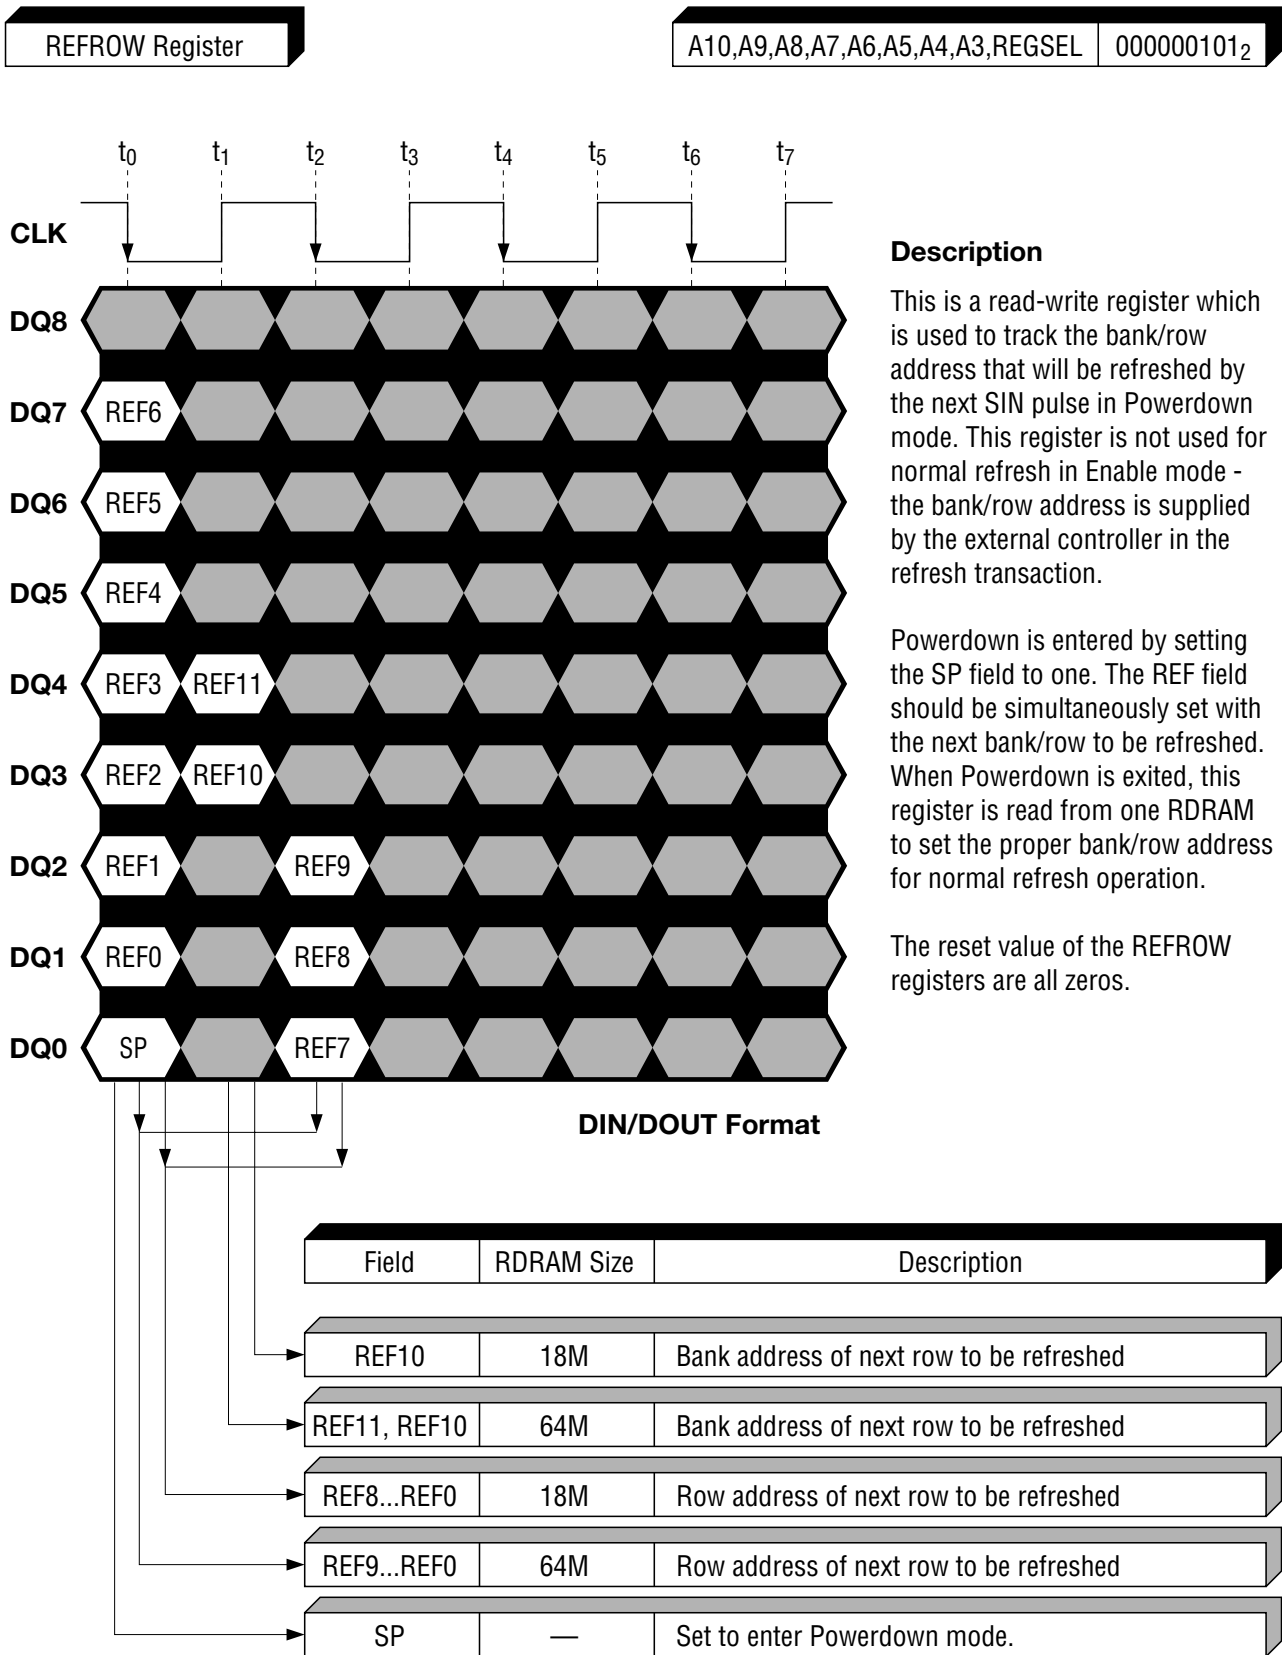 REFROW Register
A10,A9,A8,A7,A6,A5,A4,A3,REGSEL 000000101₂
t₀ t₁ t₂ t₃ t₄ t₅ t₆ t₇
CLK
DQ8
DQ7 REF6
DQ6 REF5
DQ5 REF4
DQ4 REF3 REF11
DQ3 REF2 REF10
DQ2 REF1 REF9
DQ1 REF0 REF8
DQ0 SP REF7
Description
This is a read-write register which
is used to track the bank/row
address that will be refreshed by
the next SIN pulse in Powerdown
mode. This register is not used for
normal refresh in Enable mode -
the bank/row address is supplied
by the external controller in the
refresh transaction.
Powerdown is entered by setting
the SP field to one. The REF field
should be simultaneously set with
the next bank/row to be refreshed.
When Powerdown is exited, this
register is read from one RDRAM
to set the proper bank/row address
for normal refresh operation.
The reset value of the REFROW
registers are all zeros.
DIN/DOUT Format
Field RDRAM Size Description
REF10 18M Bank address of next row to be refreshed
REF11, REF10 64M Bank address of next row to be refreshed
REF8...REF0 18M Row address of next row to be refreshed
REF9...REF0 64M Row address of next row to be refreshed
SP — Set to enter Powerdown mode.